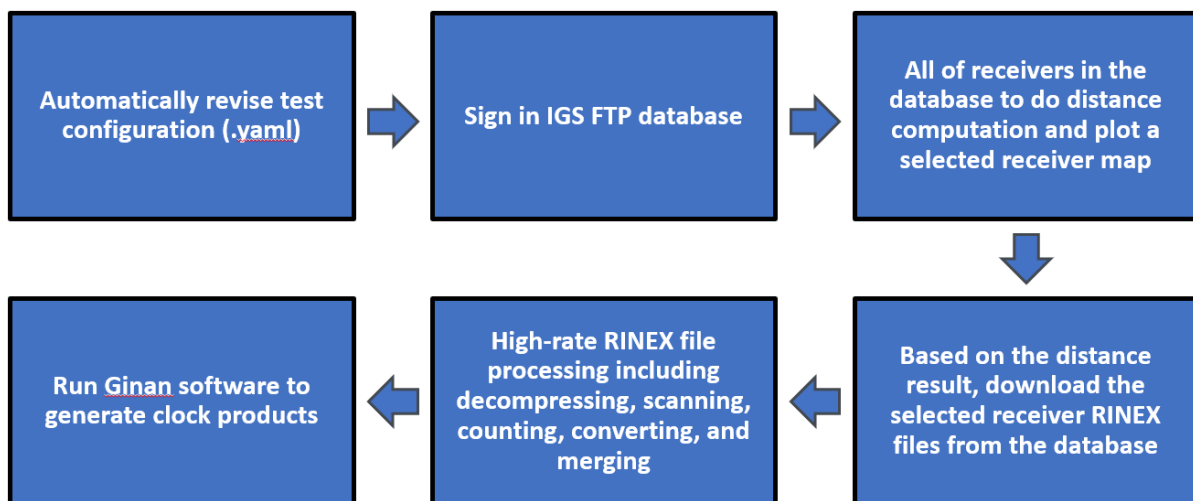 Automatically revise test
configuration (.yaml)
Sign in IGS FTP database
All of receivers in the
database to do distance
computation and plot a
selected receiver map
Based on the distance
result, download the
selected receiver RINEX
files from the database
High-rate RINEX file
processing including
decompressing, scanning,
counting, converting, and
merging
Run Ginan software to
generate clock products